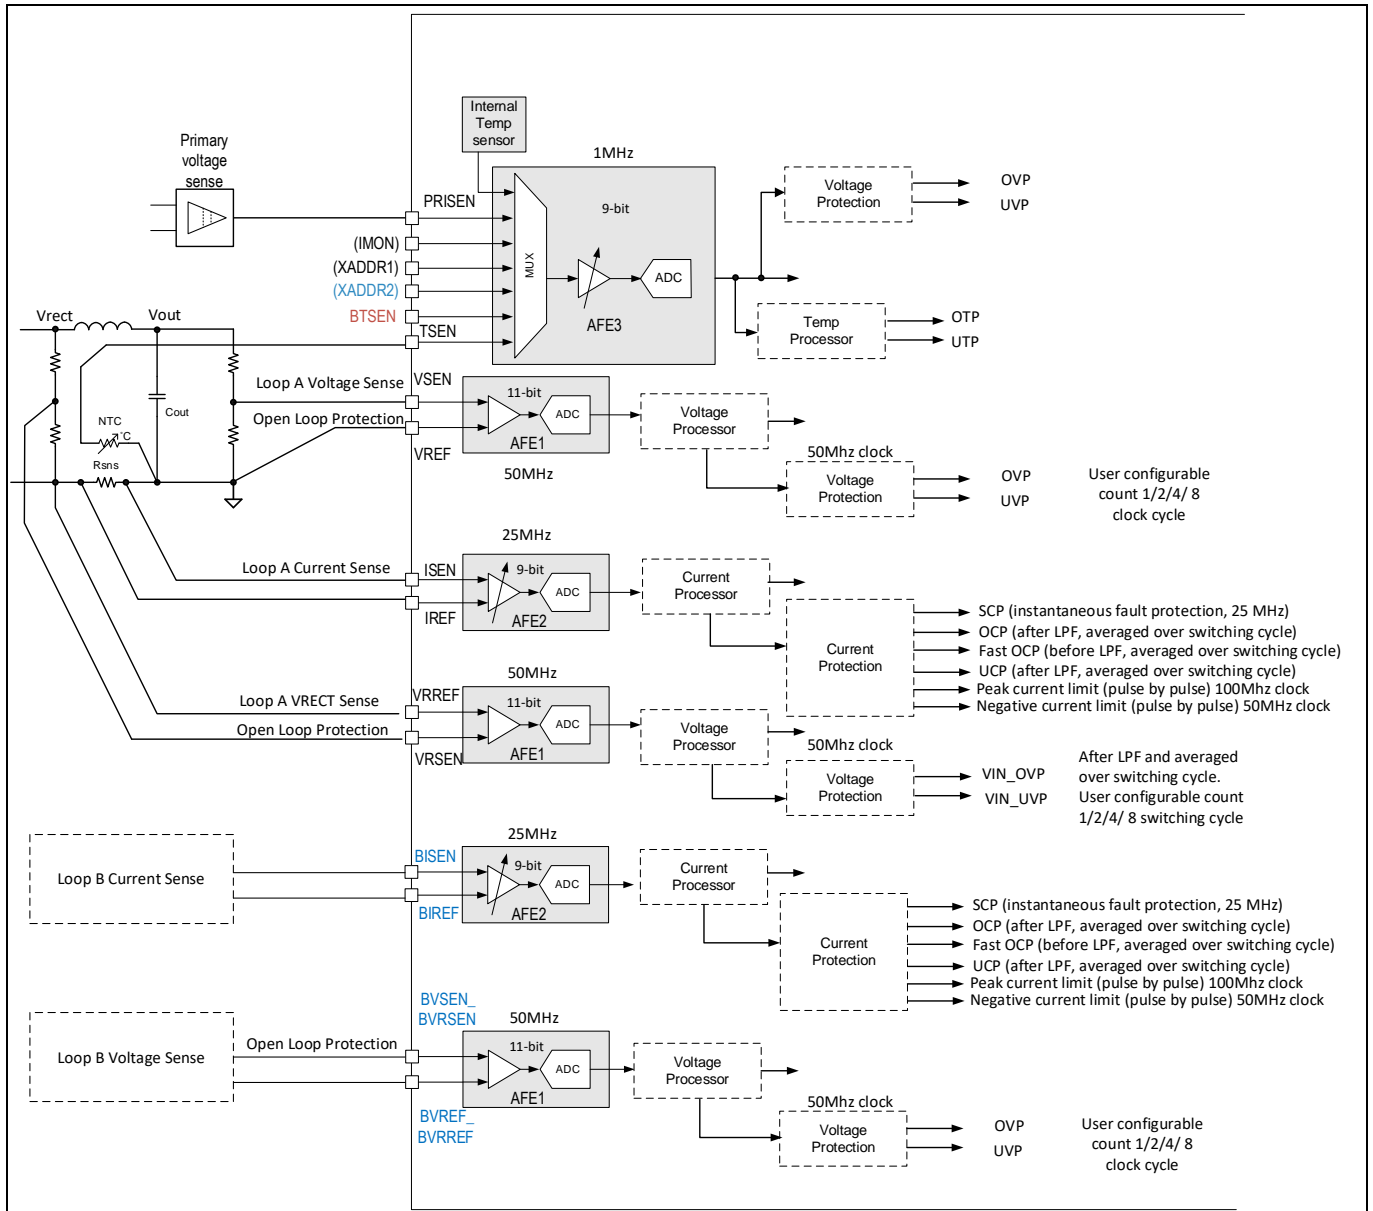 Internal
Temp
sensor
Primary
voltage
sense
1MHz
PRISEN
9-bit
Voltage
Protection
OVP
UVP
(IMON)
(XADDR1)
(XADDR2)
BTSEN
TSEN
MUX
ADC
AFE3
Temp
Processor
OTP
UTP
Vrect
Vout
Cout
NTC
°C
Rsns
Loop A Voltage Sense
VSEN
Open Loop Protection
VREF
11-bit
ADC
AFE1
50MHz
Voltage
Processor
50Mhz clock
Voltage
Protection
OVP
UVP
User configurable
count 1/2/4/ 8
clock cycle
25MHz
Loop A Current Sense
ISEN
IREF
9-bit
ADC
AFE2
Current
Processor
Current
Protection
SCP (instantaneous fault protection, 25 MHz)
OCP (after LPF, averaged over switching cycle)
Fast OCP (before LPF, averaged over switching cycle)
UCP (after LPF, averaged over switching cycle)
Peak current limit (pulse by pulse) 100Mhz clock
Negative current limit (pulse by pulse) 50MHz clock
50MHz
Loop A VRECT Sense
VRREF
Open Loop Protection
VRSEN
11-bit
ADC
AFE1
Voltage
Processor
50Mhz clock
Voltage
Protection
VIN_OVP
VIN_UVP
After LPF and averaged
over switching cycle.
User configurable count
1/2/4/ 8 switching cycle
25MHz
Loop B Current Sense
BISEN
BIREF
9-bit
ADC
AFE2
Current
Processor
Current
Protection
SCP (instantaneous fault protection, 25 MHz)
OCP (after LPF, averaged over switching cycle)
Fast OCP (before LPF, averaged over switching cycle)
UCP (after LPF, averaged over switching cycle)
Peak current limit (pulse by pulse) 100Mhz clock
Negative current limit (pulse by pulse) 50MHz clock
BVSEN_
BVRSEN
50MHz
Loop B Voltage Sense
Open Loop Protection
11-bit
ADC
AFE1
BVREF_
BVRREF
Voltage
Processor
50Mhz clock
Voltage
Protection
OVP
UVP
User configurable
count 1/2/4/ 8
clock cycle